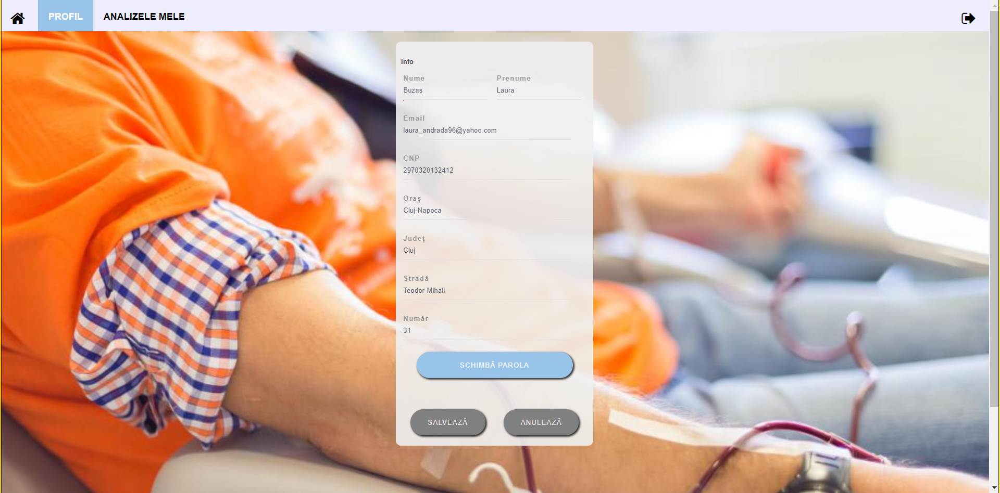 PROFIL ANALIZELE MELE
Info
Nume Prenume
Buzas Laura
Email
laura_andrada96@yahoo.com
CNP
2970320132412
Oraș
Cluj-Napoca
Județ
Cluj
Stradă
Teodor-Mihali
Număr
31
SCHIMBĂ PAROLA
SALVEAZĂ ANULEAZĂ